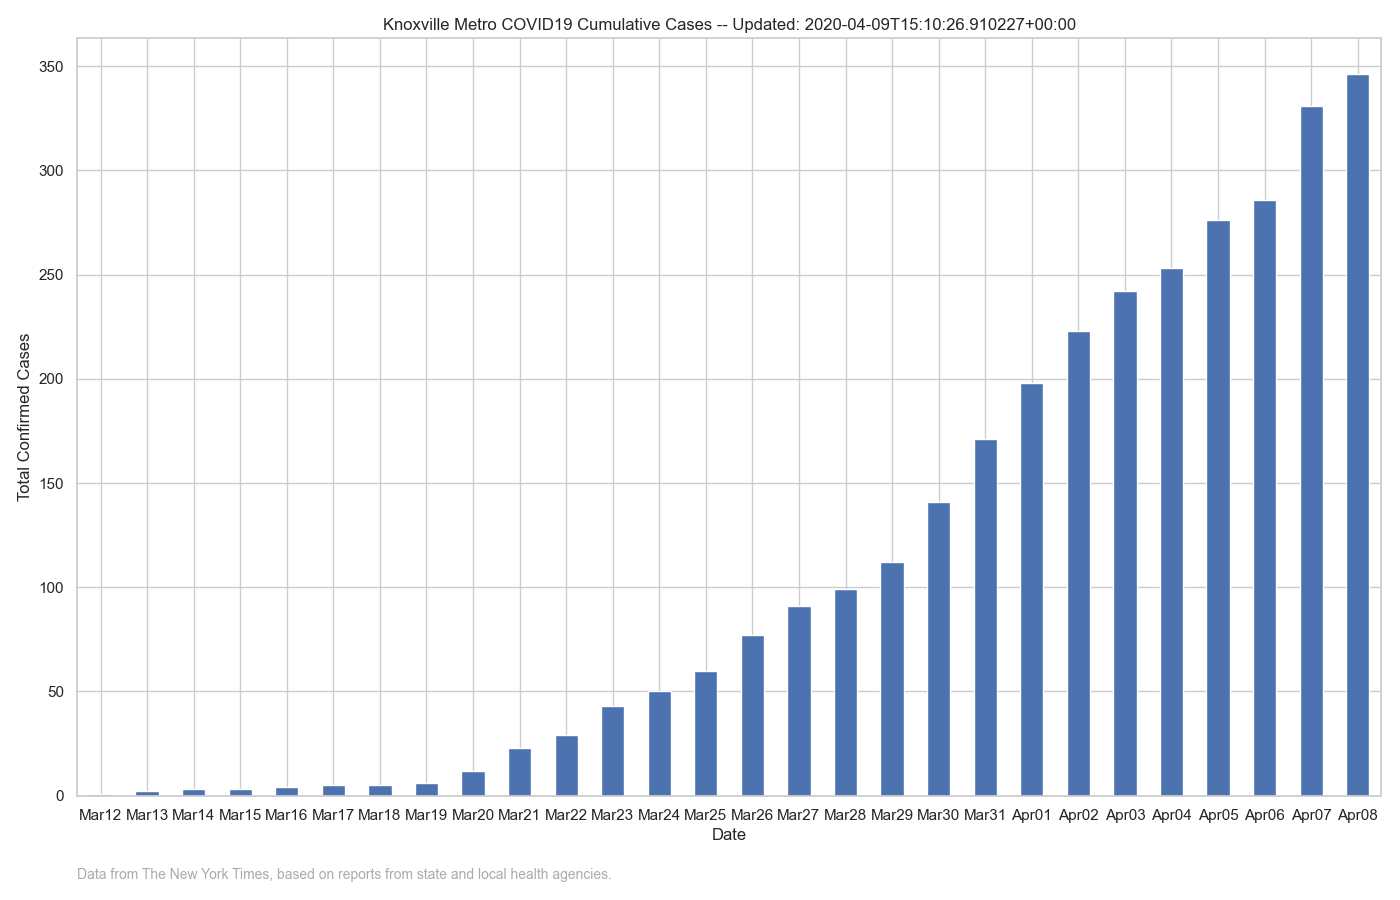 Knoxville Metro COVID19 Cumulative Cases -- Updated: 2020-04-09T15:10:26.910227+00:00
350
300
250
200
150
100
50
0
Total Confirmed Cases
Mar12 Mar13 Mar14 Mar15 Mar16 Mar17 Mar18 Mar19 Mar20 Mar21 Mar22 Mar23 Mar24 Mar25 Mar26 Mar27 Mar28 Mar29 Mar30 Mar31 Apr01 Apr02 Apr03 Apr04 Apr05 Apr06 Apr07 Apr08
Date
Data from The New York Times, based on reports from state and local health agencies.